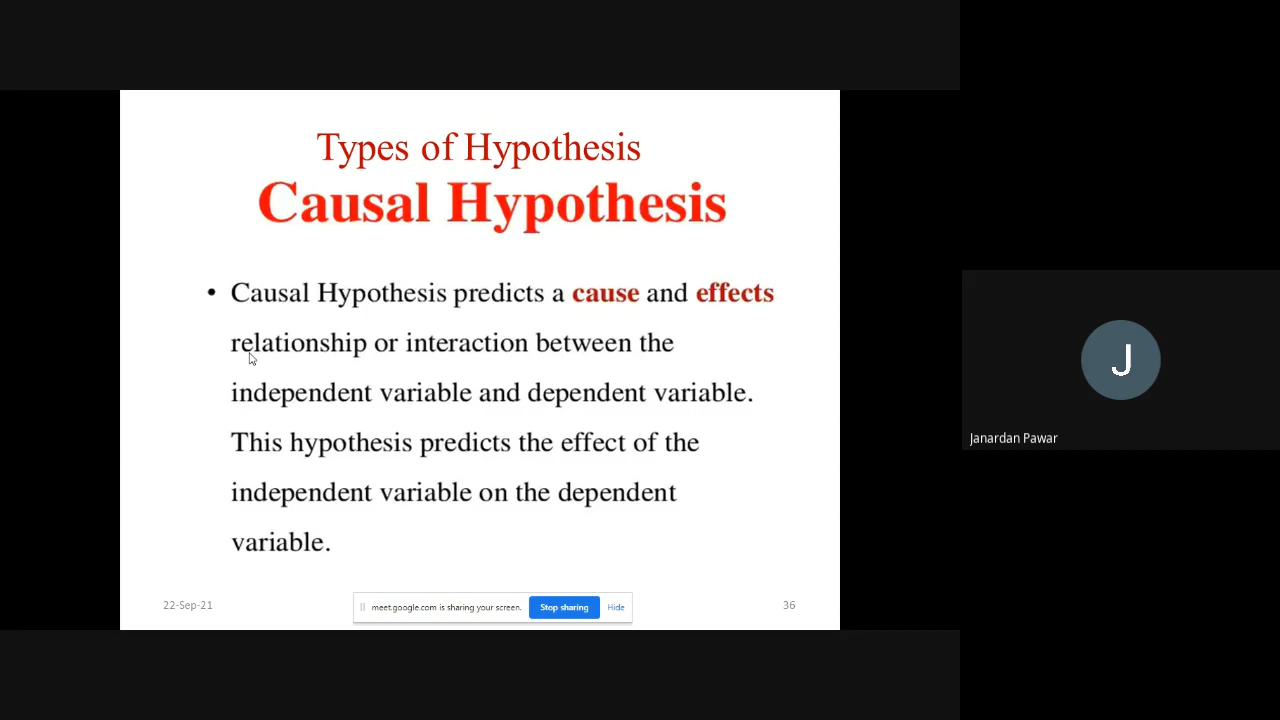 Types of Hypothesis
Causal Hypothesis
• Causal Hypothesis predicts a cause and effects
relationship or interaction between the
independent variable and dependent variable.
This hypothesis predicts the effect of the
independent variable on the dependent
variable.
22-Sep-21
meet.google.com is sharing your screen.
Stop sharing
Hide
36
J
Janardan Pawar